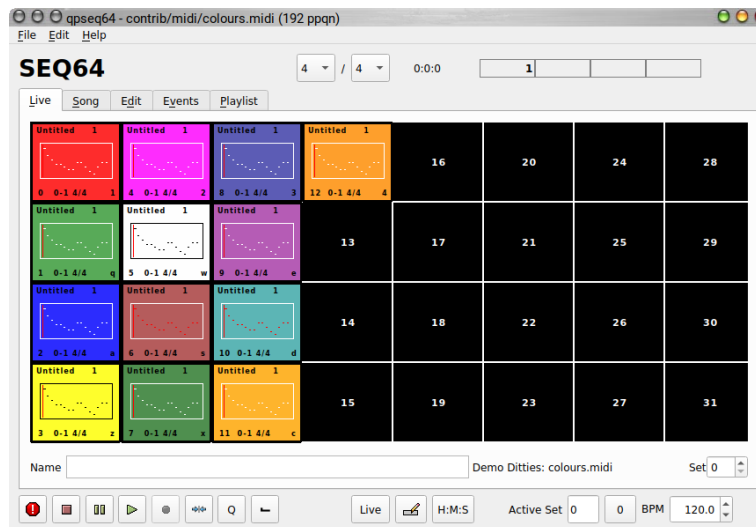 qpseq64 - contrib/midi/colours.midi (192 ppqn)
File Edit Help
SEQ64 4 / 4 0:0:0 1
Live Song Edit Events Playlist
Untitled 1 Untitled 1 Untitled 1 Untitled 1
16 20 24 28
0 0-1 4/4 1 4 0-1 4/4 2 8 0-1 4/4 3 12 0-1 4/4 4
Untitled 1 Untitled 1 Untitled 1
13 17 21 25 29
1 0-1 4/4 q 5 0-1 4/4 w 9 0-1 4/4 e
Untitled 1 Untitled 1 Untitled 1
14 18 22 26 30
2 0-1 4/4 a 6 0-1 4/4 s 10 0-1 4/4 d
Untitled 1 Untitled 1 Untitled 1
15 19 23 27 31
3 0-1 4/4 z 7 0-1 4/4 x 11 0-1 4/4 c
Name Demo Ditties: colours.midi Set 0
Q Live H:M:S Active Set 0 0 BPM 120.0